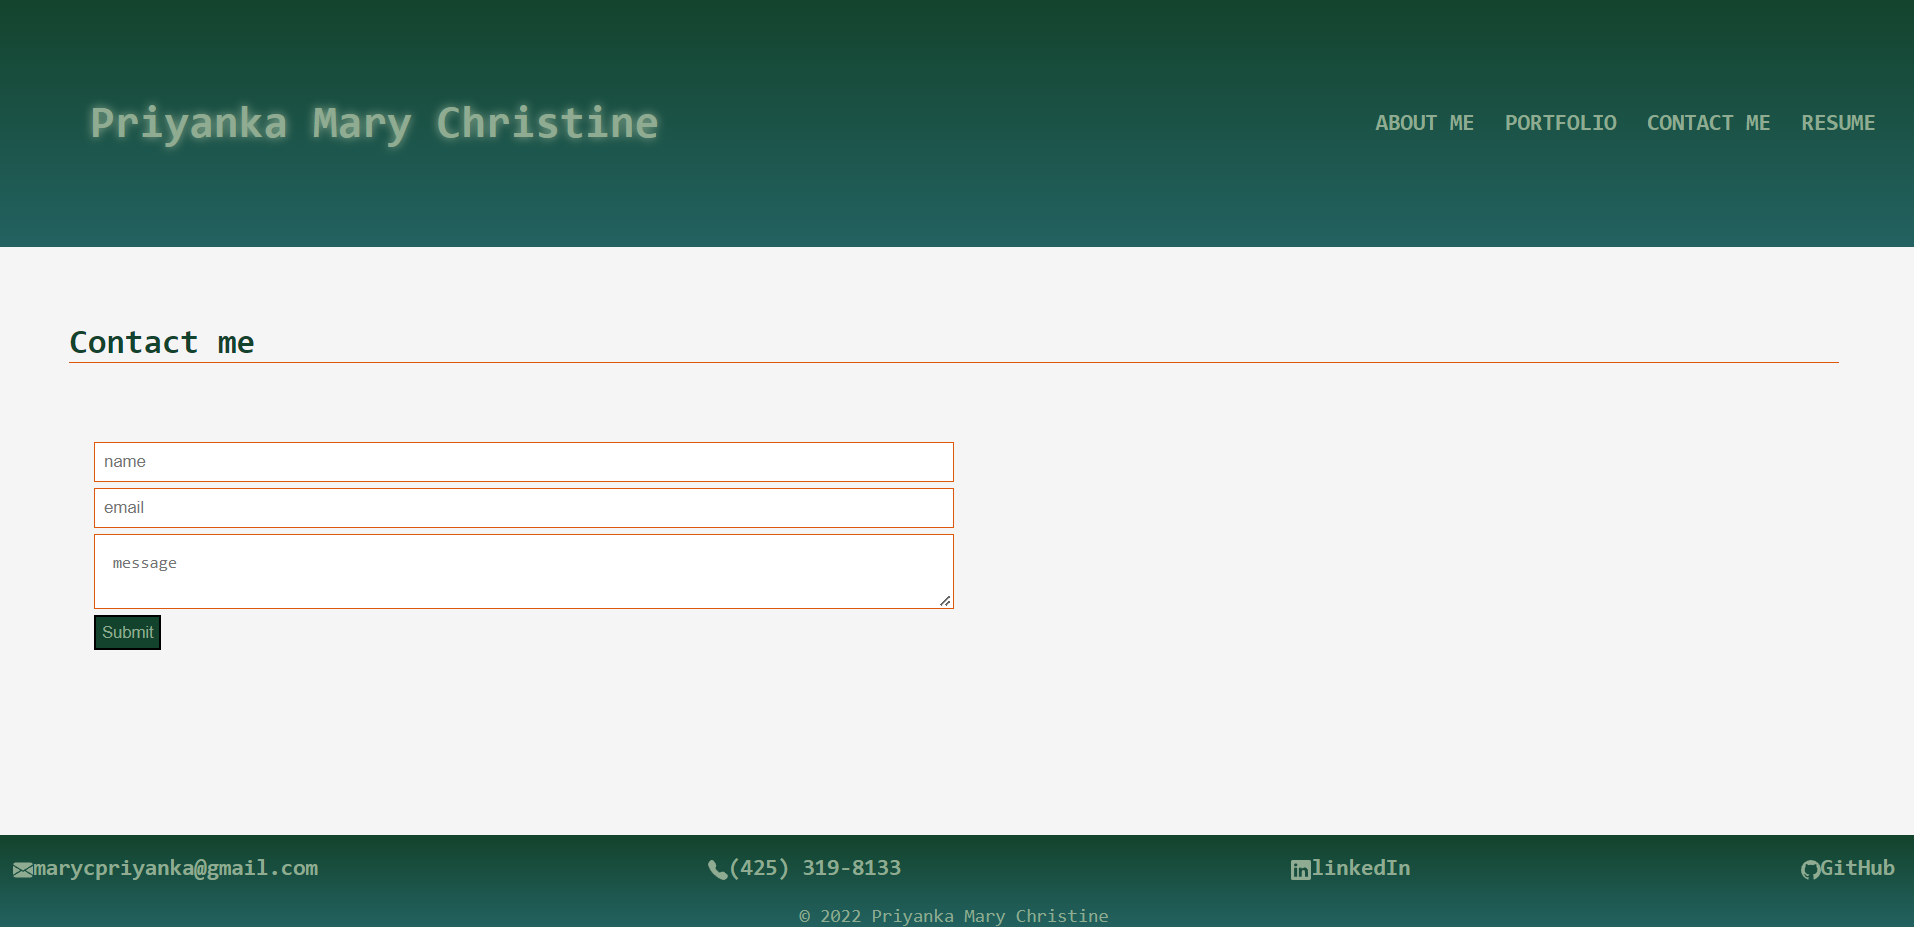 Priyanka Mary Christine
ABOUT ME PORTFOLIO CONTACT ME RESUME
Contact me
name
email
message
Submit
marycpriyanka@gmail.com (425) 319-8133 linkedIn GitHub
© 2022 Priyanka Mary Christine